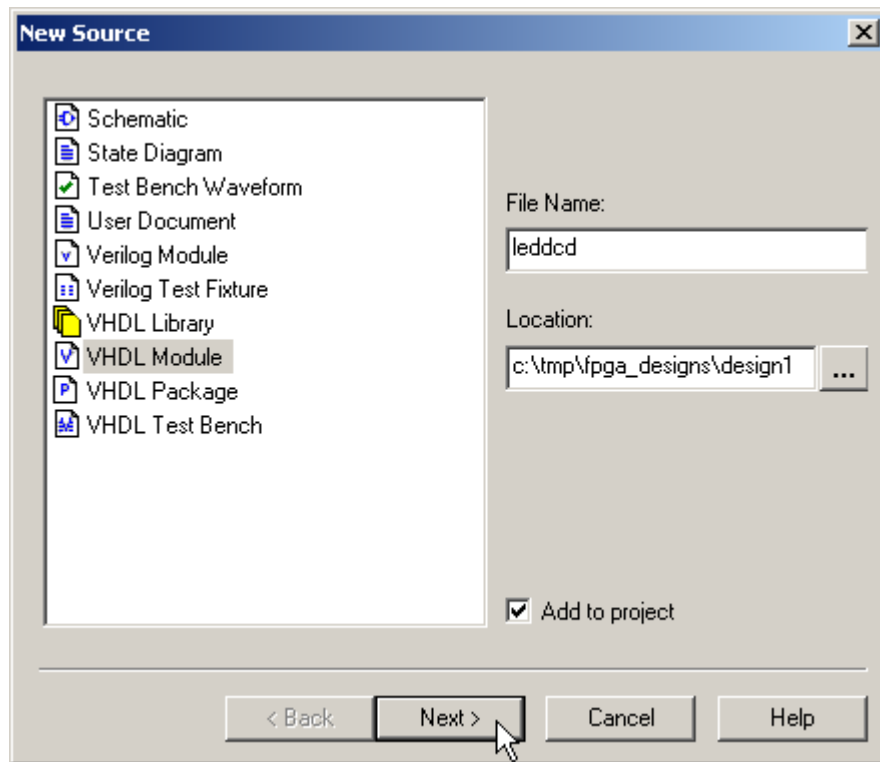 New Source
Schematic
State Diagram
Test Bench Waveform
User Document
Verilog Module
Verilog Test Fixture
VHDL Library
VHDL Module
VHDL Package
VHDL Test Bench
File Name:
leddcd
Location:
c:\tmp\fpga_designs\design1
...
Add to project
< Back
Next >
Cancel
Help